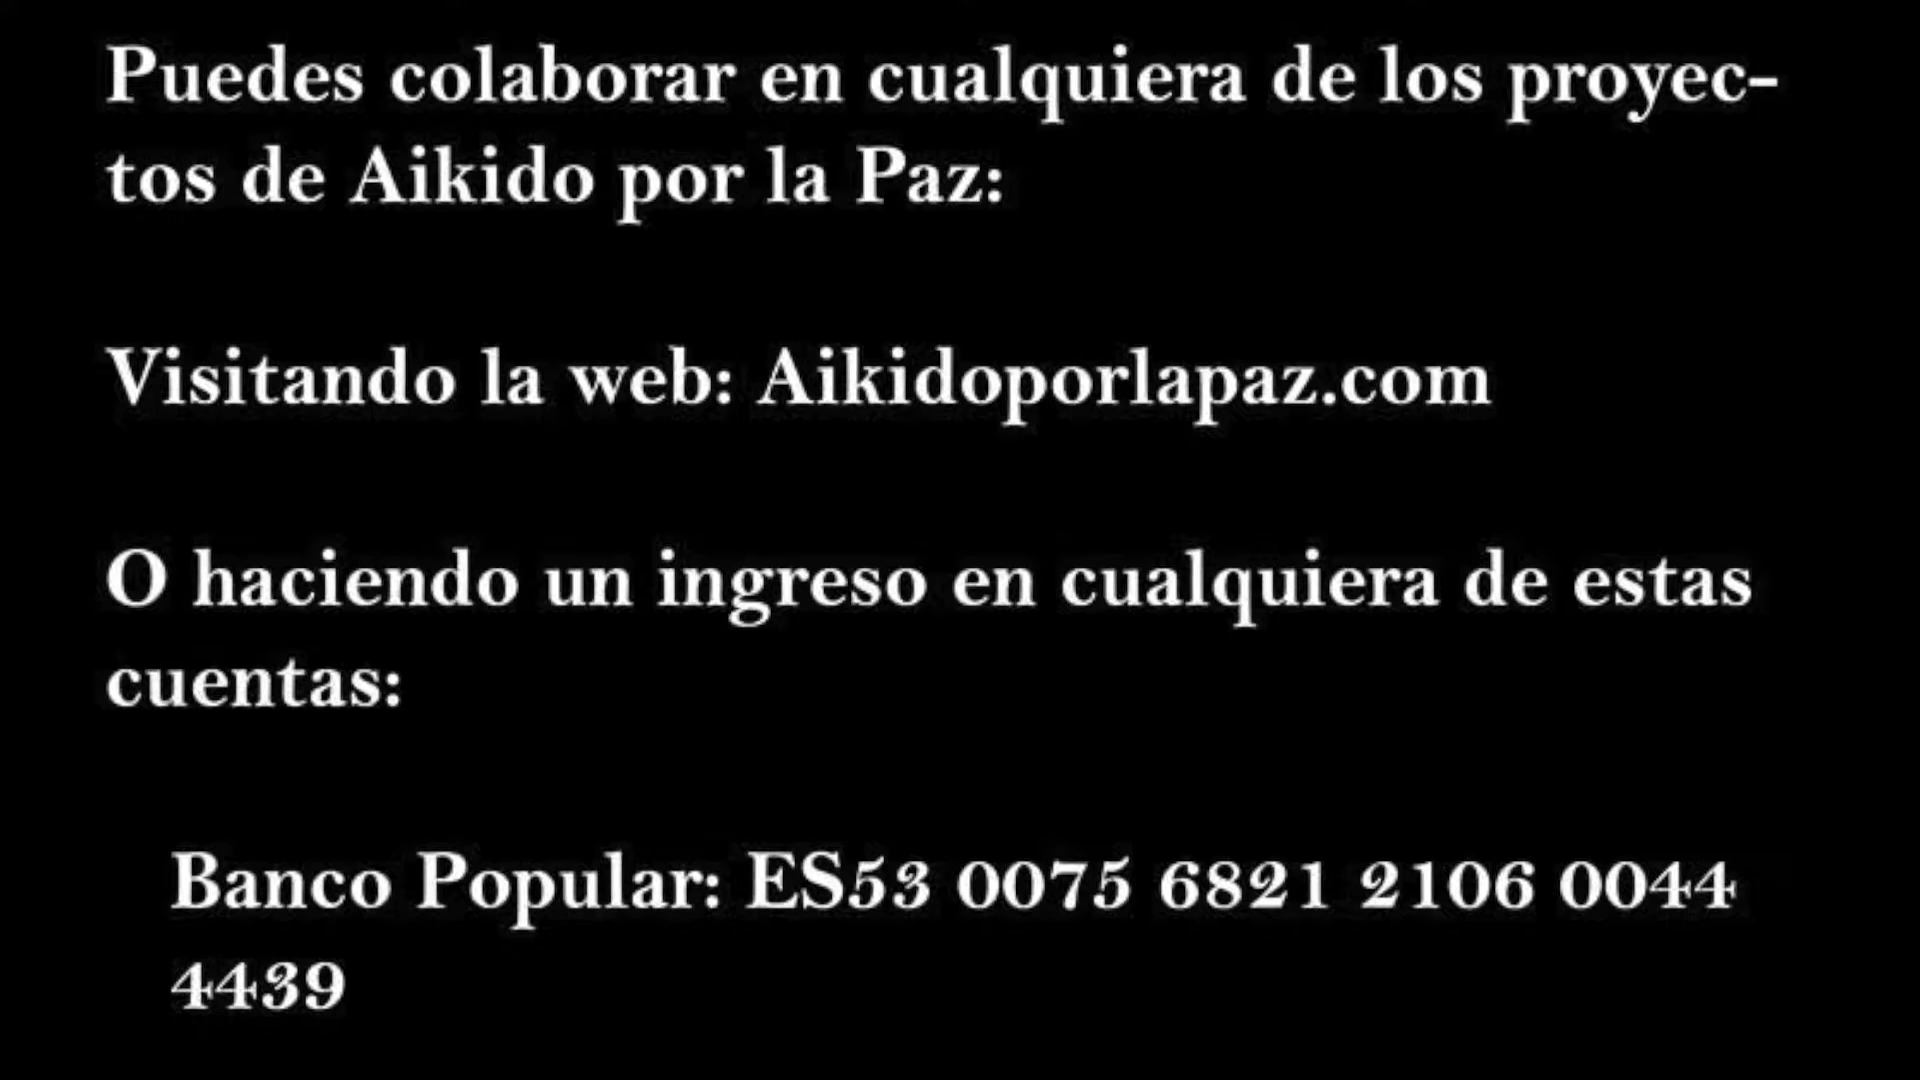 Puedes colaborar en cualquiera de los proyec-
tos de Aikido por la Paz:
Visitando la web: Aikidoporlapaz.com
O haciendo un ingreso en cualquiera de estas
cuentas:
Banco Popular: ES53 0075 6821 2106 0044
4439